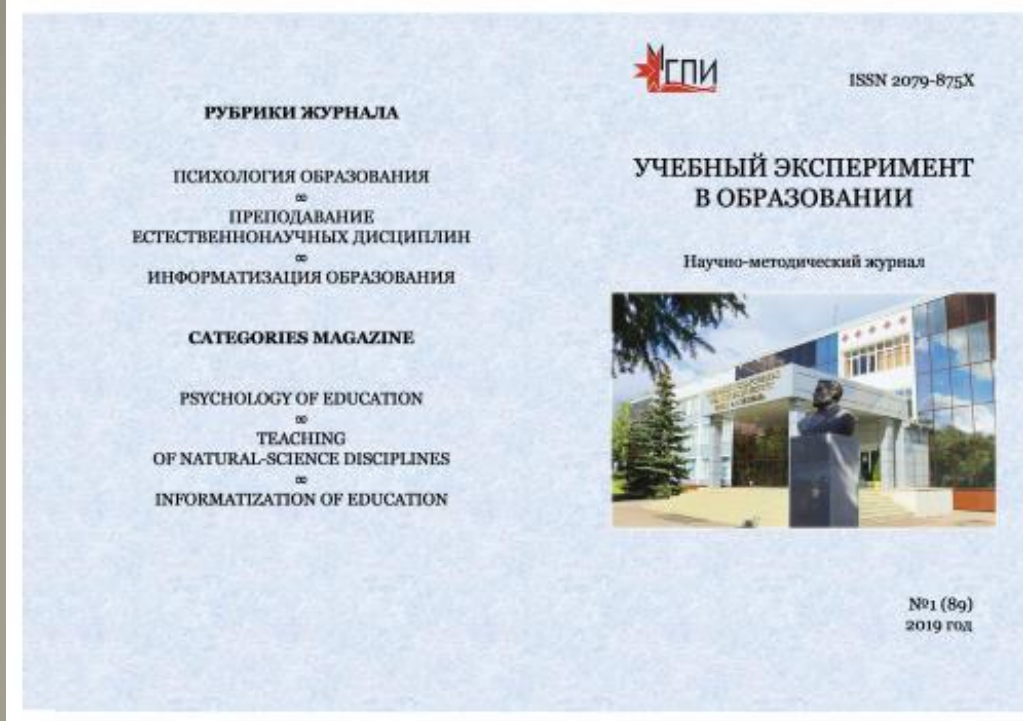 РУБРИКИ ЖУРНАЛА
ПСИХОЛОГИЯ ОБРАЗОВАНИЯ
∞
ПРЕПОДАВАНИЕ
ЕСТЕСТВЕННОНАУЧНЫХ ДИСЦИПЛИН
∞
ИНФОРМАТИЗАЦИЯ ОБРАЗОВАНИЯ
CATEGORIES MAGAZINE
PSYCHOLOGY OF EDUCATION
∞
TEACHING
OF NATURAL-SCIENCE DISCIPLINES
∞
INFORMATIZATION OF EDUCATION
МГПИ
ISSN 2079-875X
УЧЕБНЫЙ ЭКСПЕРИМЕНТ
В ОБРАЗОВАНИИ
Научно-методический журнал
№1 (89)
2019 год